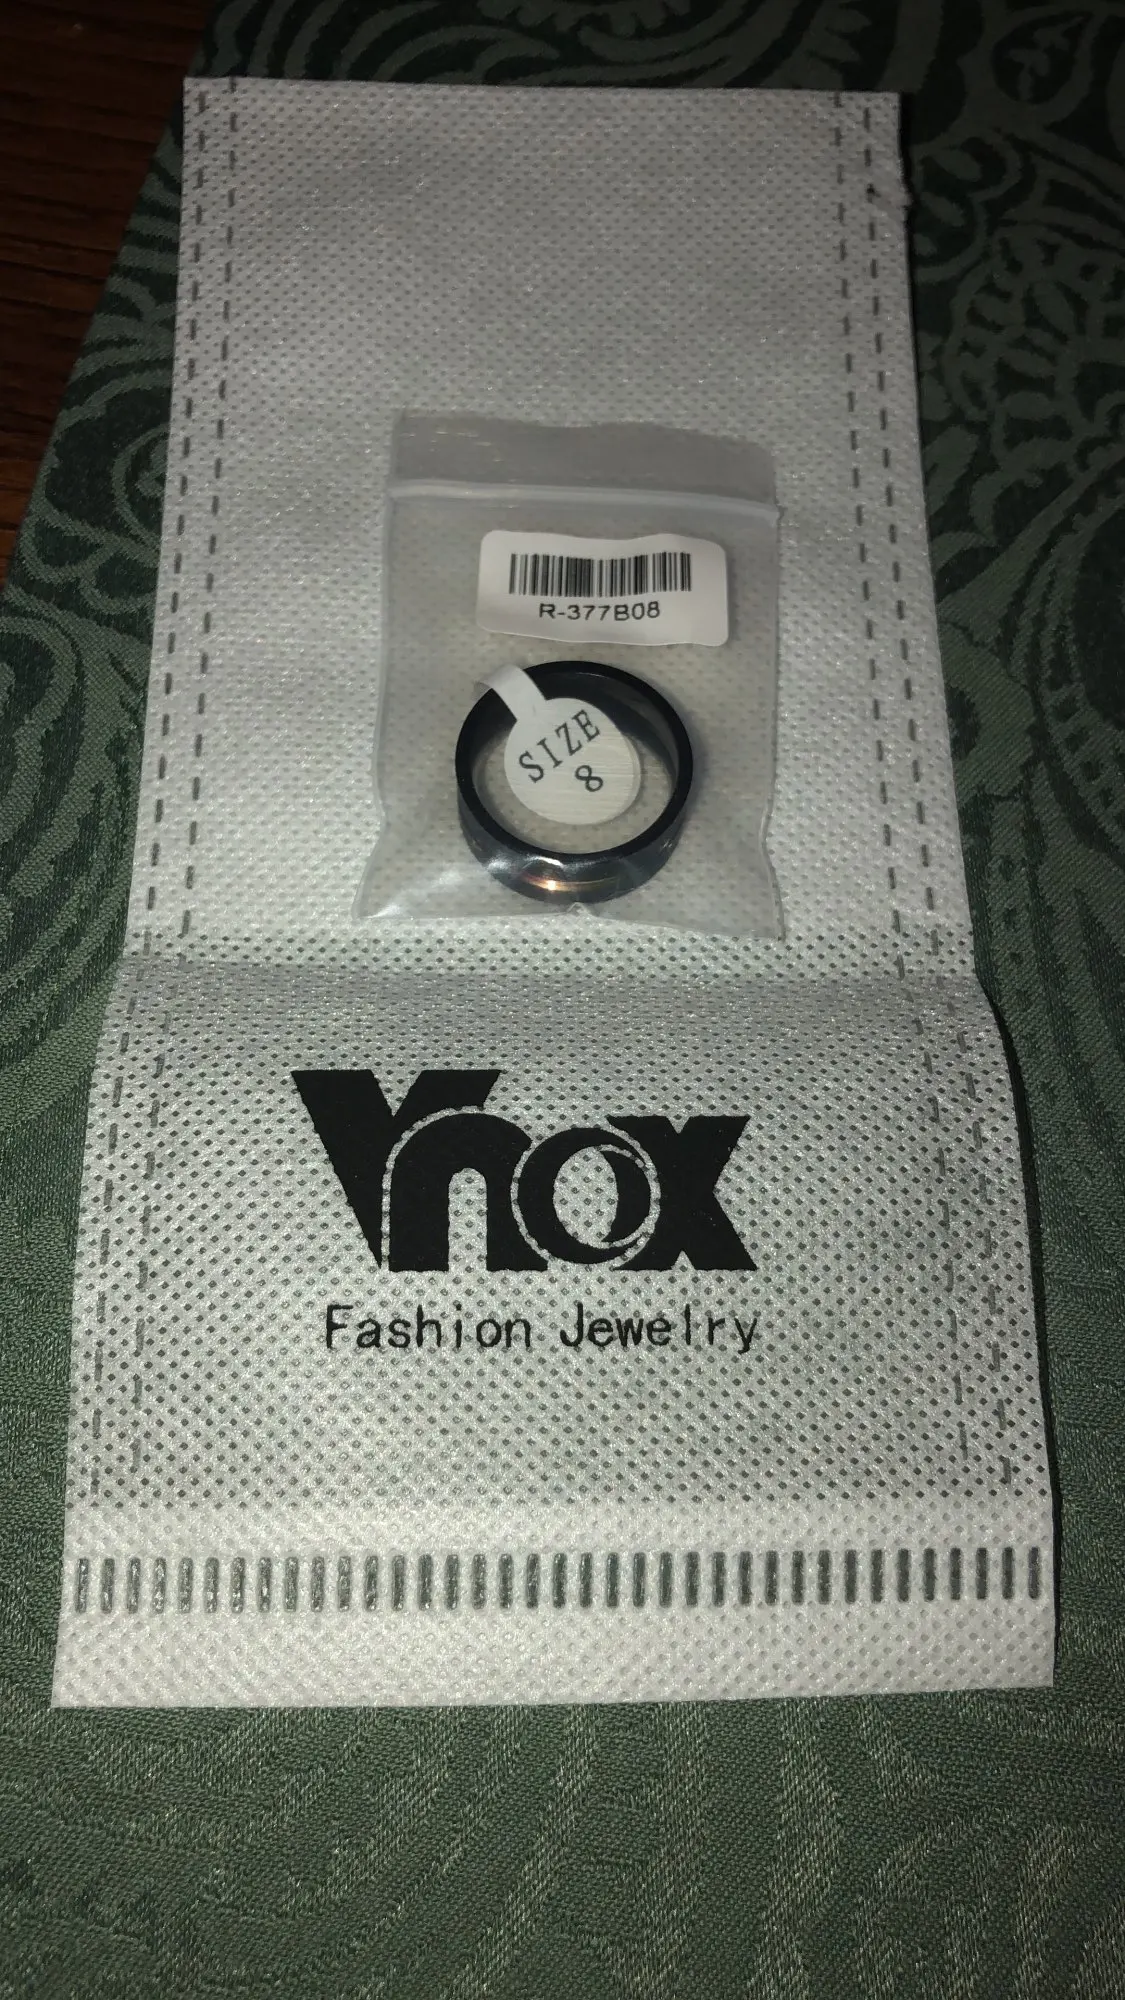 R-377B08
SIZE
8
Vnox
Fashion Jewelry